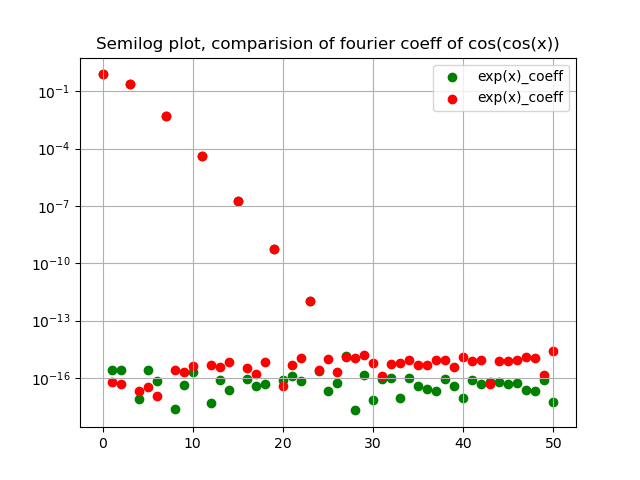 Semilog plot, comparision of fourier coeff of cos(cos(x))
exp(x)_coeff
exp(x)_coeff
10⁻¹
10⁻⁴
10⁻⁷
10⁻¹⁰
10⁻¹³
10⁻¹⁶
0 10 20 30 40 50